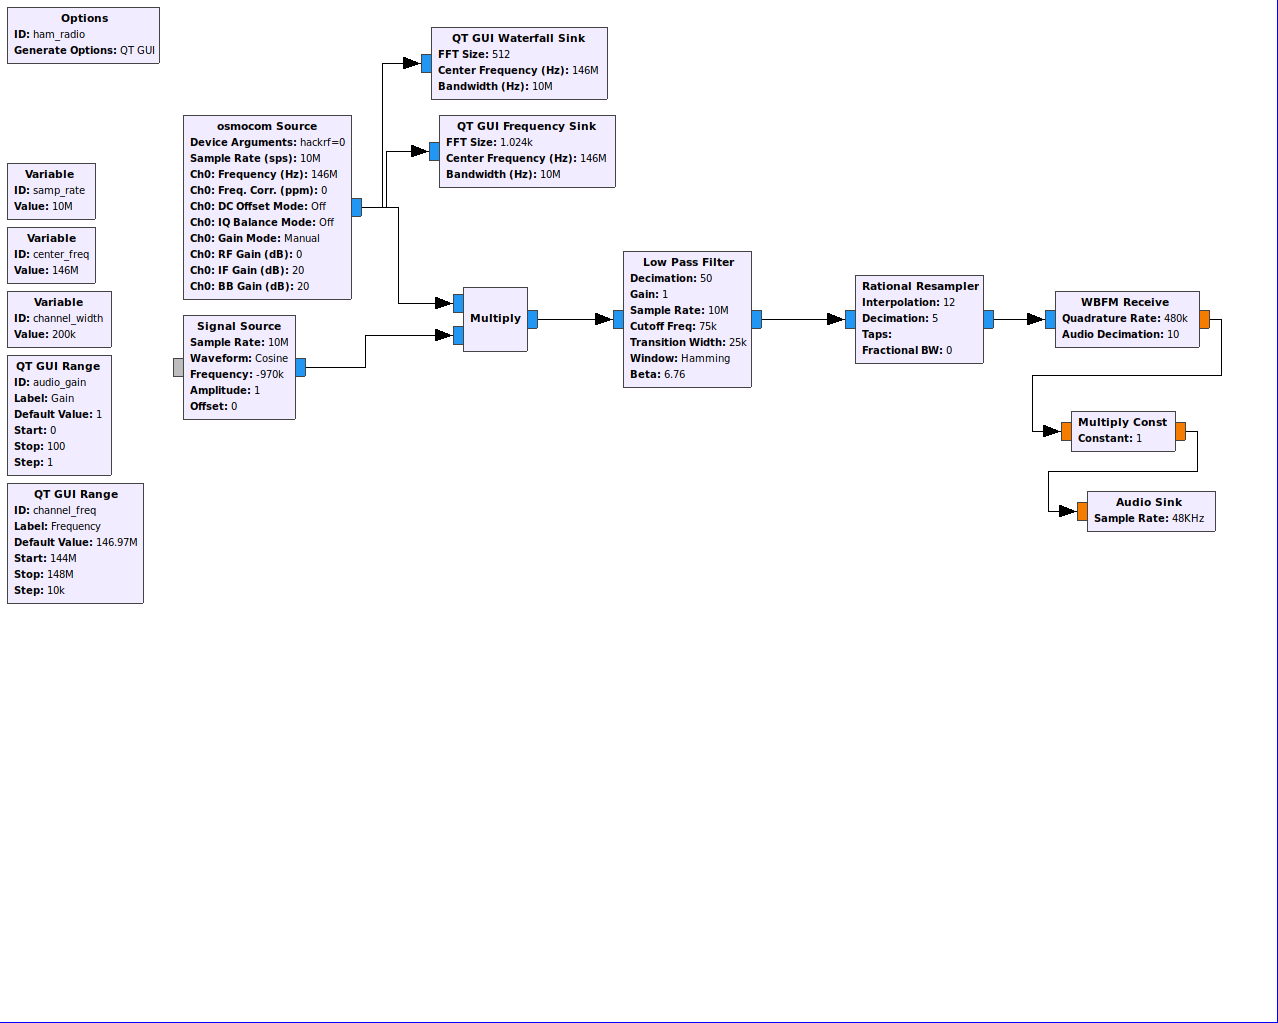 Options
ID: ham_radio
Generate Options: QT GUI
Variable
ID: samp_rate
Value: 10M
Variable
ID: center_freq
Value: 146M
Variable
ID: channel_width
Value: 200k
QT GUI Range
ID: audio_gain
Label: Gain
Default Value: 1
Start: 0
Stop: 100
Step: 1
QT GUI Range
ID: channel_freq
Label: Frequency
Default Value: 146.97M
Start: 144M
Stop: 148M
Step: 10k
osmocom Source
Device Arguments: hackrf=0
Sample Rate (sps): 10M
Ch0: Frequency (Hz): 146M
Ch0: Freq. Corr. (ppm): 0
Ch0: DC Offset Mode: Off
Ch0: IQ Balance Mode: Off
Ch0: Gain Mode: Manual
Ch0: RF Gain (dB): 0
Ch0: IF Gain (dB): 20
Ch0: BB Gain (dB): 20
Signal Source
Sample Rate: 10M
Waveform: Cosine
Frequency: -970k
Amplitude: 1
Offset: 0
QT GUI Waterfall Sink
FFT Size: 512
Center Frequency (Hz): 146M
Bandwidth (Hz): 10M
QT GUI Frequency Sink
FFT Size: 1.024k
Center Frequency (Hz): 146M
Bandwidth (Hz): 10M
Multiply
Low Pass Filter
Decimation: 50
Gain: 1
Sample Rate: 10M
Cutoff Freq: 75k
Transition Width: 25k
Window: Hamming
Beta: 6.76
Rational Resampler
Interpolation: 12
Decimation: 5
Taps:
Fractional BW: 0
WBFM Receive
Quadrature Rate: 480k
Audio Decimation: 10
Multiply Const
Constant: 1
Audio Sink
Sample Rate: 48KHz